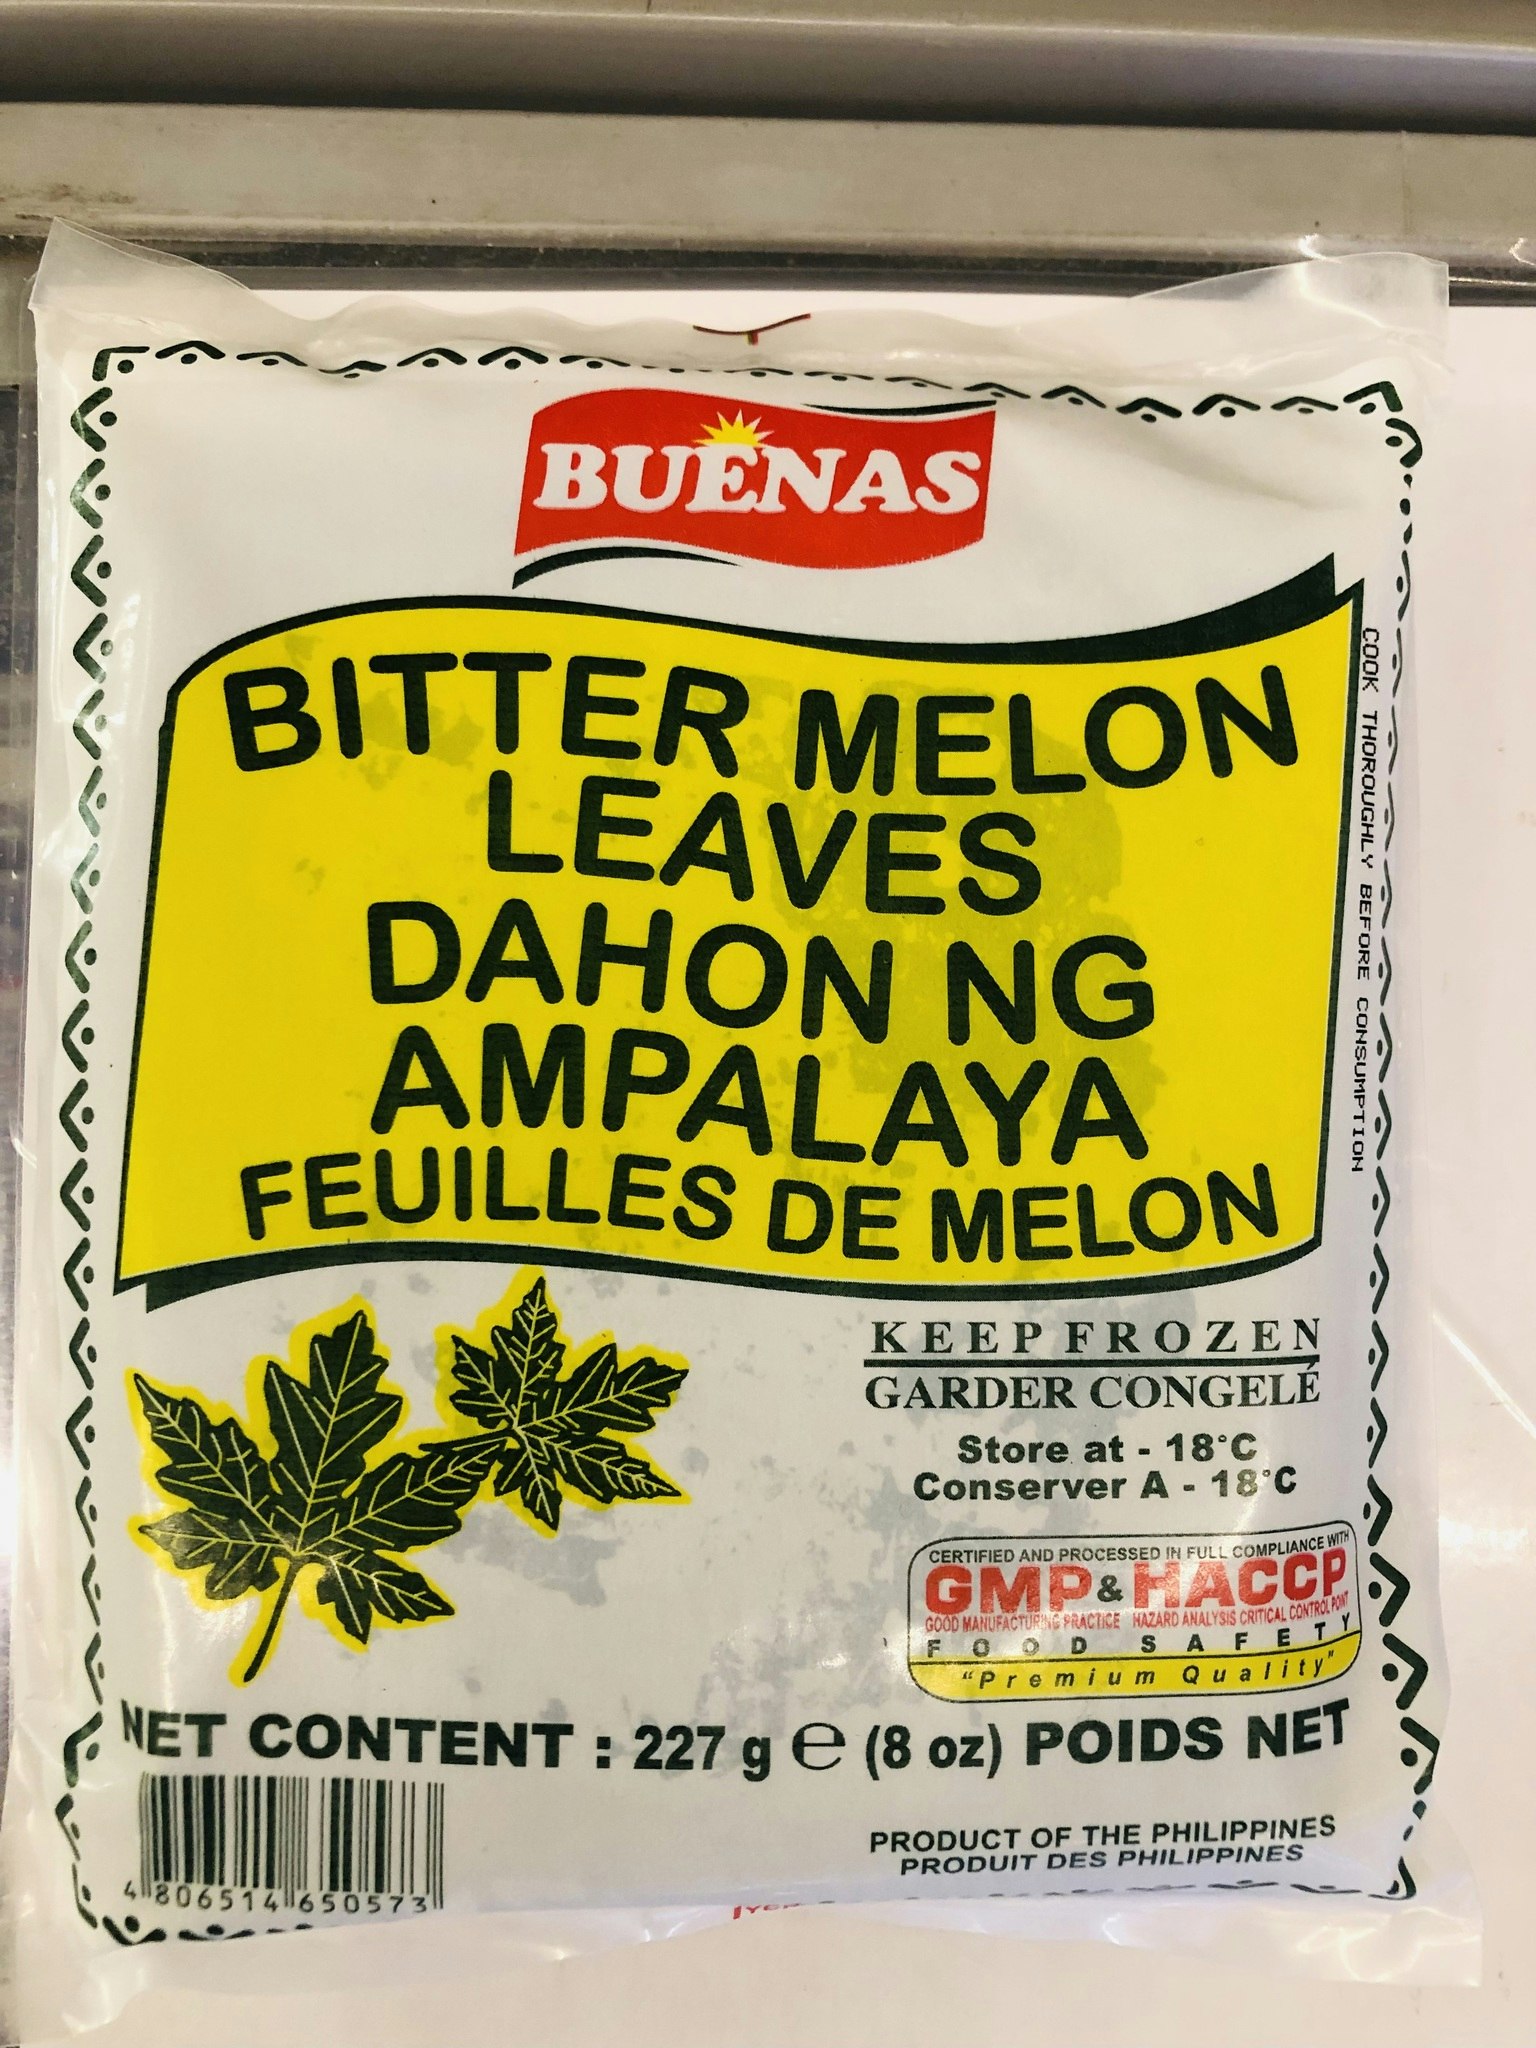 BUENAS
BITTER MELON
LEAVES
DAHON NG
AMPALAYA
FEUILLES DE MELON
COOK THOROUGHLY BEFORE CONSUMPTION
KEEP FROZEN
GARDER CONGELÉ
Store at - 18°C
Conserver A - 18°C
CERTIFIED AND PROCESSED IN FULL COMPLIANCE WITH
GMP & HACCP
GOOD MANUFACTURING PRACTICE HAZARD ANALYSIS CRITICAL CONTROL POINT
FOOD SAFETY
"Premium Quality"
NET CONTENT : 227 g ℮ (8 oz) POIDS NET
4 806514 650573
PRODUCT OF THE PHILIPPINES
PRODUIT DES PHILIPPINES